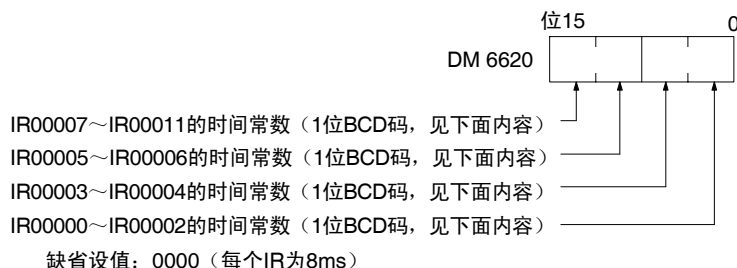 位15 0
DM 6620
IR00007～IR00011的时间常数（1位BCD码，见下面内容）
IR00005～IR00006的时间常数（1位BCD码，见下面内容）
IR00003～IR00004的时间常数（1位BCD码，见下面内容）
IR00000～IR00002的时间常数（1位BCD码，见下面内容）
缺省设值：0000（每个IR为8ms）